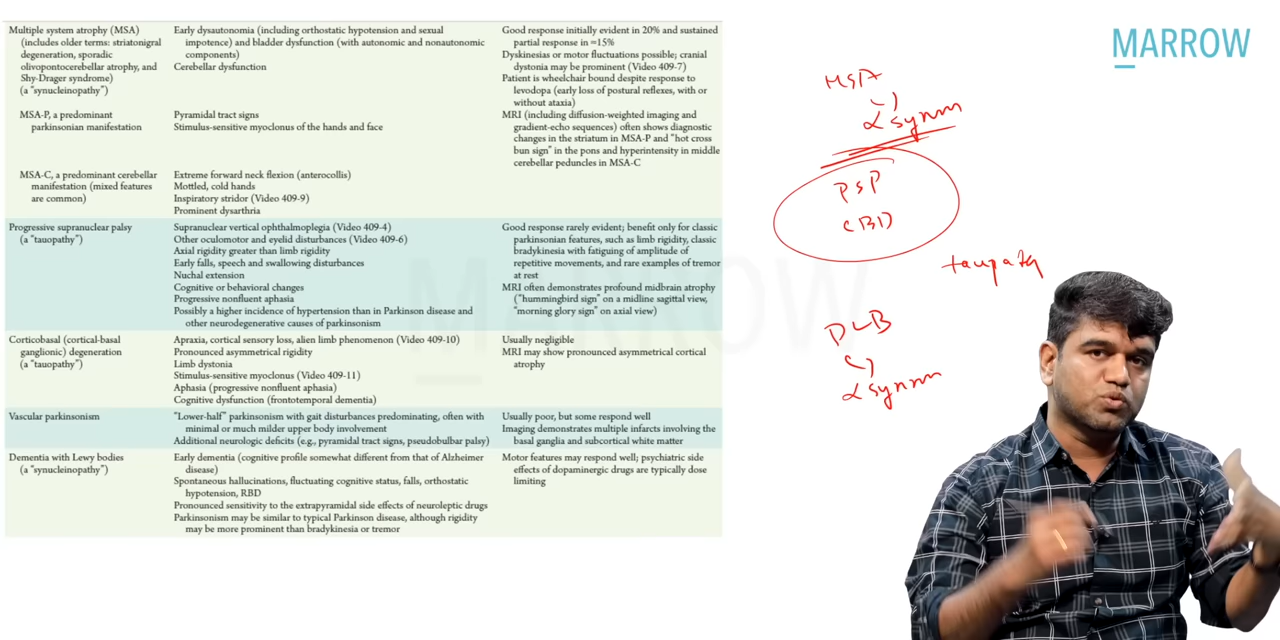 MARROW
Multiple system atrophy (MSA)
(includes older terms: striatonigral
degeneration, sporadic
olivopontocerebellar atrophy, and
Shy-Drager syndrome)
(a "synucleinopathy")
Early dysautonomia (including orthostatic hypotension and sexual
impotence) and bladder dysfunction (with autonomic and nonautonomic
components)
Cerebellar dysfunction
Good response initially evident in 20% and sustained
partial response in ≈15%
Dyskinesias or motor fluctuations possible; cranial
dystonia may be prominent (Video 409-7)
Patient is wheelchair bound despite response to
levodopa (early loss of postural reflexes, with or
without ataxia)
MSA-P, a predominant
parkinsonian manifestation
Pyramidal tract signs
Stimulus-sensitive myoclonus of the hands and face
MRI (including diffusion-weighted imaging and
gradient-echo sequences) often shows diagnostic
changes in the striatum in MSA-P and "hot cross
bun sign" in the pons and hyperintensity in middle
cerebellar peduncles in MSA-C
MSA-C, a predominant cerebellar
manifestation (mixed features
are common)
Extreme forward neck flexion (anterocollis)
Mottled, cold hands
Inspiratory stridor (Video 409-9)
Prominent dysarthria
Progressive supranuclear palsy
(a "tauopathy")
Supranuclear vertical ophthalmoplegia (Video 409-4)
Other oculomotor and eyelid disturbances (Video 409-6)
Axial rigidity greater than limb rigidity
Early falls, speech and swallowing disturbances
Nuchal extension
Cognitive or behavioral changes
Progressive nonfluent aphasia
Possibly a higher incidence of hypertension than in Parkinson disease and
other neurodegenerative causes of parkinsonism
Good response rarely evident; benefit only for classic
parkinsonian features, such as limb rigidity, classic
bradykinesia with fatiguing of amplitude of
repetitive movements, and rare examples of tremor
at rest
MRI often demonstrates profound midbrain atrophy
("hummingbird sign" on a midline sagittal view,
"morning glory sign" on axial view)
Corticobasal (cortical-basal
ganglionic) degeneration
(a "tauopathy")
Apraxia, cortical sensory loss, alien limb phenomenon (Video 409-10)
Pronounced asymmetrical rigidity
Limb dystonia
Stimulus-sensitive myoclonus (Video 409-11)
Aphasia (progressive nonfluent aphasia)
Cognitive dysfunction (frontotemporal dementia)
Usually negligible
MRI may show pronounced asymmetrical cortical
atrophy
Vascular parkinsonism
"Lower-half" parkinsonism with gait disturbances predominating, often with
minimal or much milder upper body involvement
Additional neurologic deficits (e.g., pyramidal tract signs, pseudobulbar palsy)
Usually poor, but some respond well
Imaging demonstrates multiple infarcts involving the
basal ganglia and subcortical white matter
Dementia with Lewy bodies
(a "synucleinopathy")
Early dementia (cognitive profile somewhat different from that of Alzheimer
disease)
Spontaneous hallucinations, fluctuating cognitive status, falls, orthostatic
hypotension, RBD
Pronounced sensitivity to the extrapyramidal side effects of neuroleptic drugs
Parkinsonism may be similar to typical Parkinson disease, although rigidity
may be more prominent than bradykinesia or tremor
Motor features may respond well; psychiatric side
effects of dopaminergic drugs are typically dose
limiting
MSA
PSP
CBD
DLB
MARROW